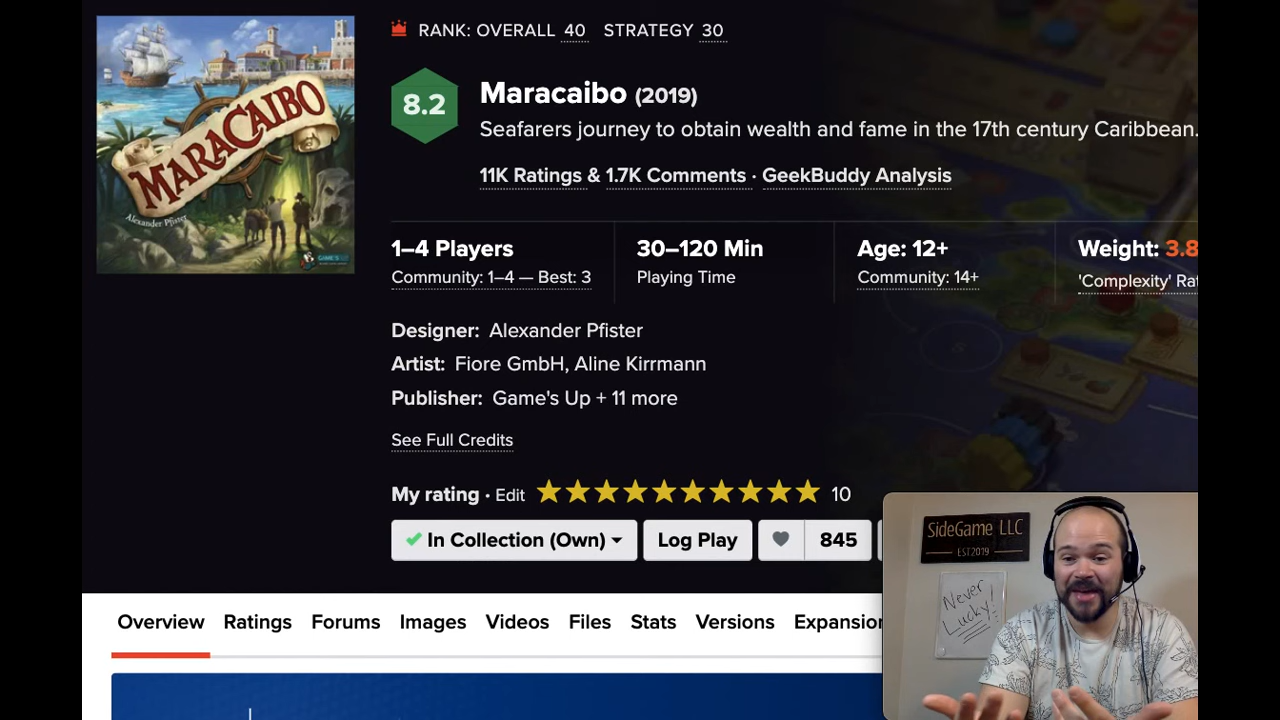 MARACAIBO
Alexander Pfister
RANK: OVERALL 40 STRATEGY 30
8.2
Maracaibo (2019)
Seafarers journey to obtain wealth and fame in the 17th century Caribbean.
11K Ratings & 1.7K Comments · GeekBuddy Analysis
1–4 Players
Community: 1–4 — Best: 3
30–120 Min
Playing Time
Age: 12+
Community: 14+
Weight: 3.8
'Complexity' Rat
Designer: Alexander Pfister
Artist: Fiore GmbH, Aline Kirrmann
Publisher: Game's Up + 11 more
See Full Credits
My rating · Edit 10
In Collection (Own) Log Play 845
Overview Ratings Forums Images Videos Files Stats Versions Expansion
SideGame LLC
EST2019
Never
Lucky!